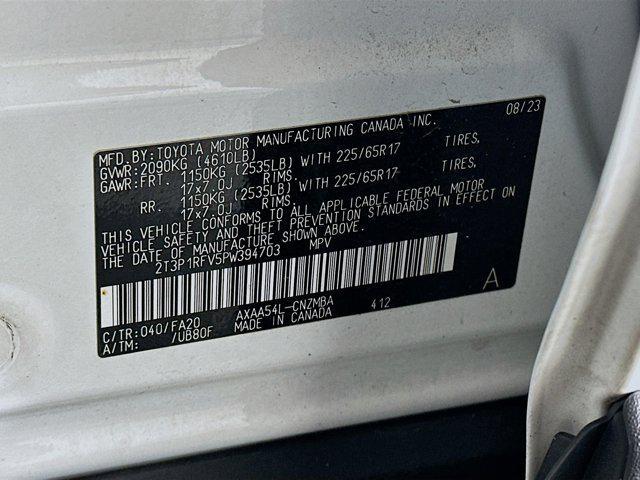 MFD. BY: TOYOTA MOTOR MANUFACTURING CANADA INC. 08/23
GVWR: 2090KG (4610LB)
GAWR: FRT. 1150KG (2535LB) WITH 225/65R17 TIRES,
17x7.0J RIMS.
RR. 1150KG (2535LB) WITH 225/65R17 TIRES,
17x7.0J RIMS.
THIS VEHICLE CONFORMS TO ALL APPLICABLE FEDERAL MOTOR
VEHICLE SAFETY AND THEFT PREVENTION STANDARDS IN EFFECT ON
THE DATE OF MANUFACTURE SHOWN ABOVE.
2T3P1RFV5PW394703 MPV
A
C/TR: 040/FA20 AXAA54L-CNZMBA 412
A/TM: /UB80F MADE IN CANADA